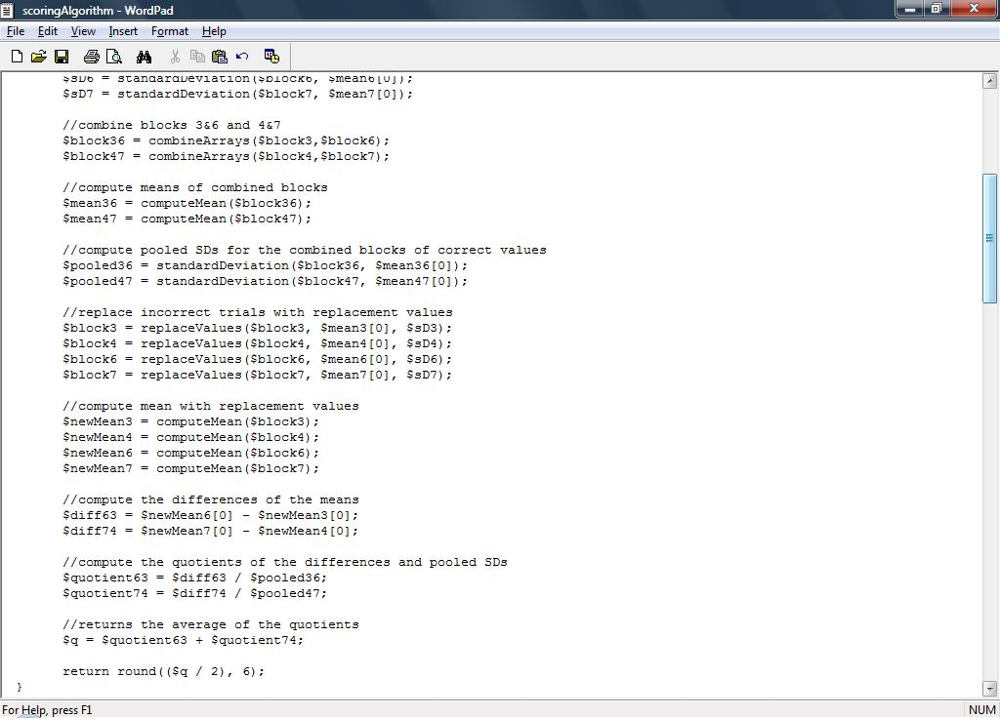 scoringAlgorithm - WordPad
File Edit View Insert Format Help
$sD6 = standardDeviation($block6, $mean6[0]);
$sD7 = standardDeviation($block7, $mean7[0]);
//combine blocks 3&6 and 4&7
$block36 = combineArrays($block3,$block6);
$block47 = combineArrays($block4,$block7);
//compute means of combined blocks
$mean36 = computeMean($block36);
$mean47 = computeMean($block47);
//compute pooled SDs for the combined blocks of correct values
$pooled36 = standardDeviation($block36, $mean36[0]);
$pooled47 = standardDeviation($block47, $mean47[0]);
//replace incorrect trials with replacement values
$block3 = replaceValues($block3, $mean3[0], $sD3);
$block4 = replaceValues($block4, $mean4[0], $sD4);
$block6 = replaceValues($block6, $mean6[0], $sD6);
$block7 = replaceValues($block7, $mean7[0], $sD7);
//compute mean with replacement values
$newMean3 = computeMean($block3);
$newMean4 = computeMean($block4);
$newMean6 = computeMean($block6);
$newMean7 = computeMean($block7);
//compute the differences of the means
$diff63 = $newMean6[0] - $newMean3[0];
$diff74 = $newMean7[0] - $newMean4[0];
//compute the quotients of the differences and pooled SDs
$quotient63 = $diff63 / $pooled36;
$quotient74 = $diff74 / $pooled47;
//returns the average of the quotients
$q = $quotient63 + $quotient74;
return round(($q / 2), 6);
}
For Help, press F1 NUM